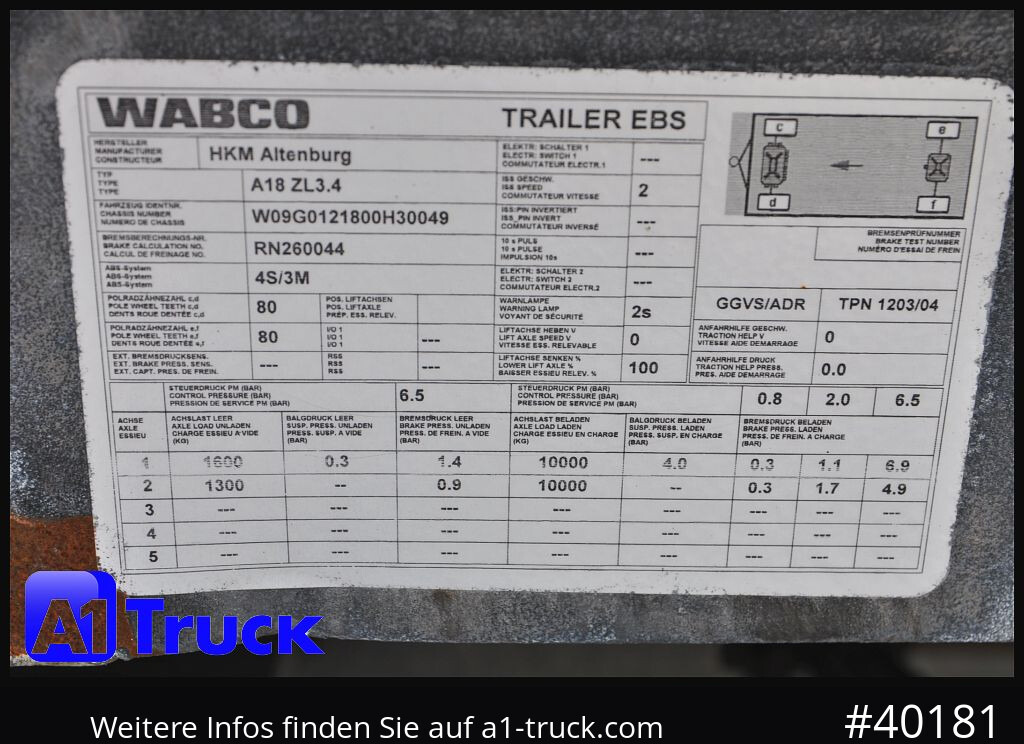 WABCO
TRAILER EBS
HERSTELLER
MANUFACTURER
CONSTRUCTEUR
HKM Altenburg
ELEKTR: SCHALTER 1
ELECTR: SWITCH 1
COMMUTATEUR ELECTR.1
---
TYP
TYPE
TYPE
A18 ZL3.4
ISS GESCHW.
ISS SPEED
COMMUTATEUR VITESSE
2
FAHRZEUG IDENTNR.
CHASSIS NUMBER
NUMERO DE CHASSIS
W09G0121800H30049
ISS:PIN INVERTIERT
ISS_PIN INVERT
COMMUTATEUR INVERSÉ
---
BREMSBERECHNUNGS-NR.
BRAKE CALCULATION NO.
CALCUL DE FREINAGE NO.
RN260044
10 s PULS
10 s PULSE
IMPULSION 10s
---
ABS-System
ABS-System
ABS-System
4S/3M
ELEKTR: SCHALTER 2
ELECTR: SWITCH 2
COMMUTATEUR ELECTR.2
---
POLRADZÄHNEZAHL c,d
POLE WHEEL TEETH c,d
DENTS ROUE DENTÉE c,d
80
POS. LIFTACHSEN
POS. LIFTAXLE
PRÉP. ESS. RELEV.
WARNLAMPE
WARNING LAMP
VOYANT DE SÉCURITÉ
2s
POLRADZÄHNEZAHL e,f
POLE WHEEL TEETH e,f
DENTS ROUE DENTÉE e,f
80
I/O 1
I/O 1
I/O 1
---
LIFTACHSE HEBEN V
LIFT AXLE SPEED V
VITESSE ESS. RELEVABLE
0
EXT. BREMSDRUCKSENS.
EXT. BRAKE PRESS. SENS.
EXT. CAPT. PRES. DE FREIN.
---
RSS
RSS
RSS
---
LIFTACHSE SENKEN %
LOWER LIFT AXLE %
BAISSER ESSIEU RELEV. %
100
c
e
d
f
BREMSENPRÜFNUMMER
BRAKE TEST NUMBER
NUMÉRO D'ESSAI DE FREIN
GGVS/ADR
TPN 1203/04
ANFAHRHILFE GESCHW.
TRACTION HELP V
VITESSE AIDE DEMARRAGE
0
ANFAHRHILFE DRUCK
TRACTION HELP PRESS.
PRES. AIDE DEMARRAGE
0.0
STEUERDRUCK PM (BAR)
CONTROL PRESSURE (BAR)
PRESSION DE SERVICE PM (BAR)
6.5
STEUERDRUCK PM (BAR)
CONTROL PRESSURE (BAR)
PRESSION DE SERVICE PM (BAR)
0.8 2.0 6.5
ACHSE
AXLE
ESSIEU
ACHSLAST LEER
AXLE LOAD UNLADEN
CHARGE ESSIEU A VIDE
(KG)
BALGDRUCK LEER
SUSP. PRESS. UNLADEN
PRESS. SUSP. A VIDE
(BAR)
BREMSDRUCK LEER
BRAKE PRESS. UNLADEN
PRESS. DE FREIN. A VIDE
(BAR)
ACHSLAST BELADEN
AXLE LOAD LADEN
CHARGE ESSIEU EN CHARGE
(KG)
BALGDRUCK BELADEN
SUSP. PRESS. LADEN
PRESS. SUSP. EN CHARGE
(BAR)
BREMSDRUCK BELADEN
BRAKE PRESS. LADEN
PRESS. DE FREIN. A CHARGE
(BAR)
1 1600 0.3 1.4 10000 4.0 0.3 1.1 6.9
2 1300 -- 0.9 10000 -- 0.3 1.7 4.9
3 --- --- --- --- --- --- --- ---
4 --- --- --- --- --- --- --- ---
5 --- --- --- --- --- --- --- ---
A1 Truck
Weitere Infos finden Sie auf a1-truck.com
#40181